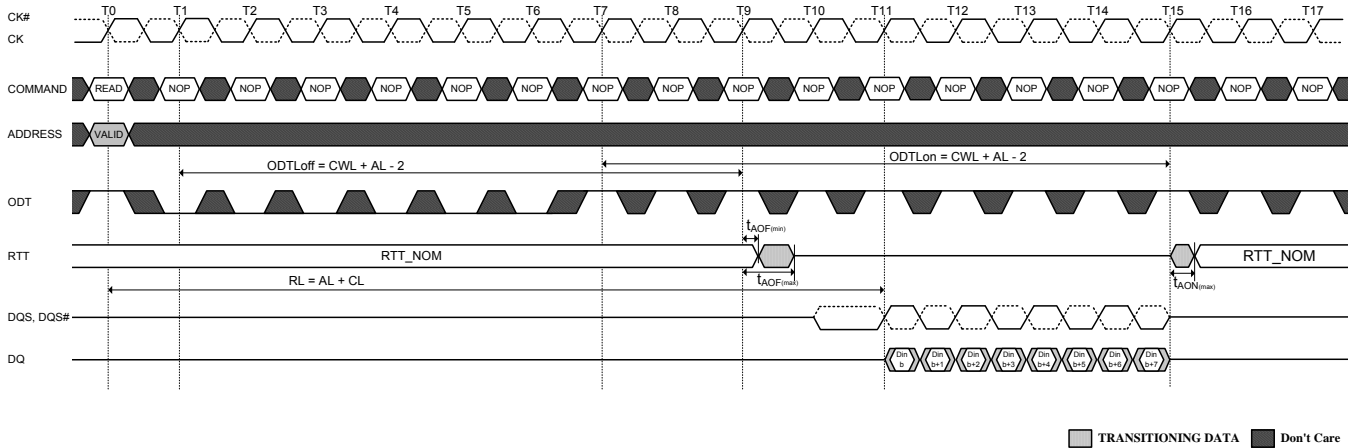 T0 T1 T2 T3 T4 T5 T6 T7 T8 T9 T10 T11 T12 T13 T14 T15 T16 T17
CK#
CK
COMMAND READ NOP NOP NOP NOP NOP NOP NOP NOP NOP NOP NOP NOP NOP NOP NOP NOP NOP
ADDRESS VALID
ODTLoff = CWL + AL - 2 ODTLon = CWL + AL - 2
ODT
tAOF(min)
RTT RTT_NOM RTT_NOM
RL = AL + CL tAOF(max) tAON(max)
DQS, DQS#
DQ Din b Din b+1 Din b+2 Din b+3 Din b+4 Din b+5 Din b+6 Din b+7
TRANSITIONING DATA Don't Care